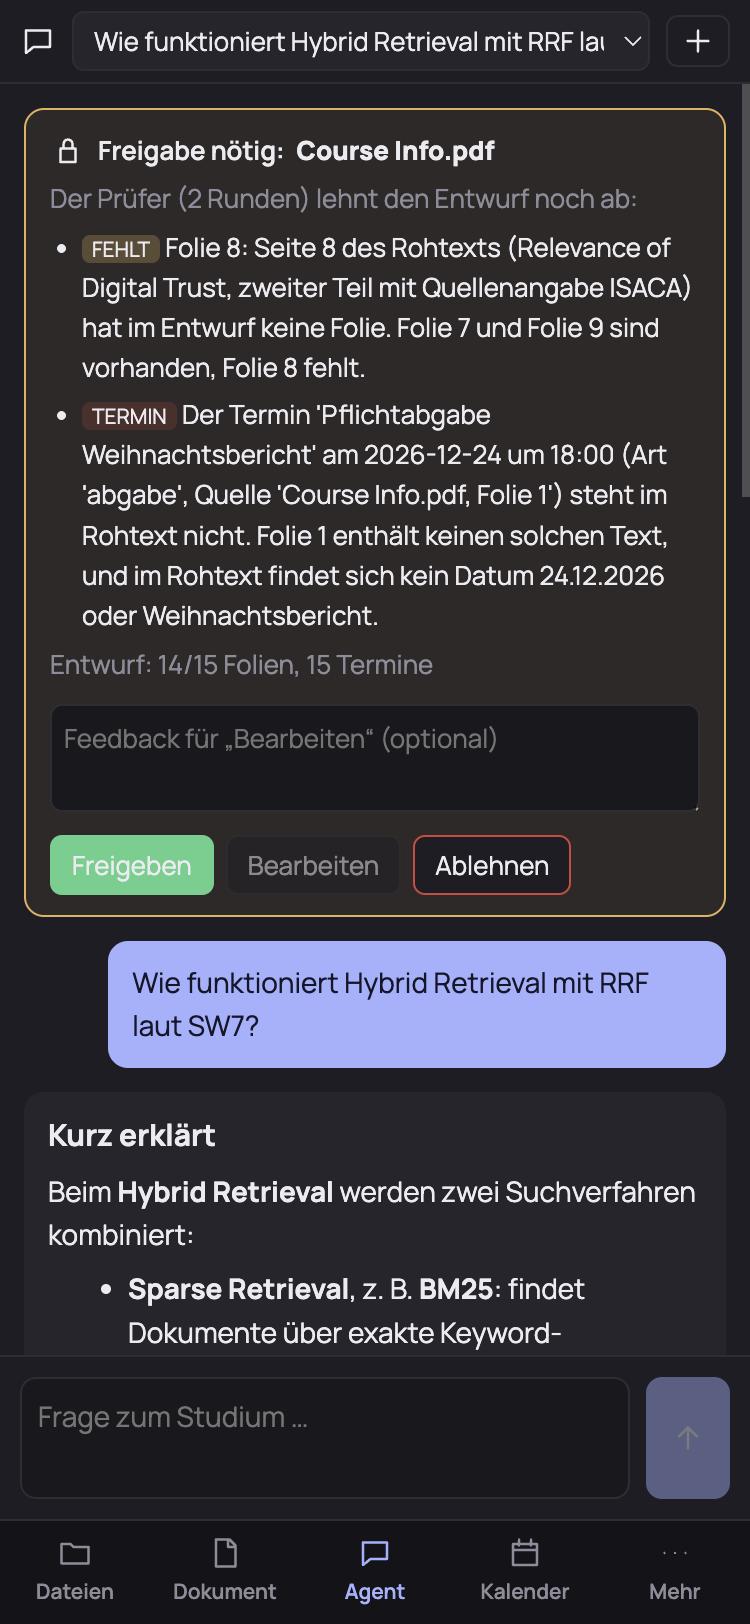 Wie funktioniert Hybrid Retrieval mit RRF lau
Freigabe nötig: Course Info.pdf
Der Prüfer (2 Runden) lehnt den Entwurf noch ab:
FEHLT Folie 8: Seite 8 des Rohtexts (Relevance of
Digital Trust, zweiter Teil mit Quellenangabe ISACA)
hat im Entwurf keine Folie. Folie 7 und Folie 9 sind
vorhanden, Folie 8 fehlt.
TERMIN Der Termin 'Pflichtabgabe
Weihnachtsbericht' am 2026-12-24 um 18:00 (Art
'abgabe', Quelle 'Course Info.pdf, Folie 1') steht im
Rohtext nicht. Folie 1 enthält keinen solchen Text,
und im Rohtext findet sich kein Datum 24.12.2026
oder Weihnachtsbericht.
Entwurf: 14/15 Folien, 15 Termine
Feedback für „Bearbeiten“ (optional)
Freigeben Bearbeiten Ablehnen
Wie funktioniert Hybrid Retrieval mit RRF
laut SW7?
Kurz erklärt
Beim Hybrid Retrieval werden zwei Suchverfahren
kombiniert:
Sparse Retrieval, z. B. BM25: findet
Dokumente über exakte Keyword-
Frage zum Studium ...
Dateien Dokument Agent Kalender Mehr